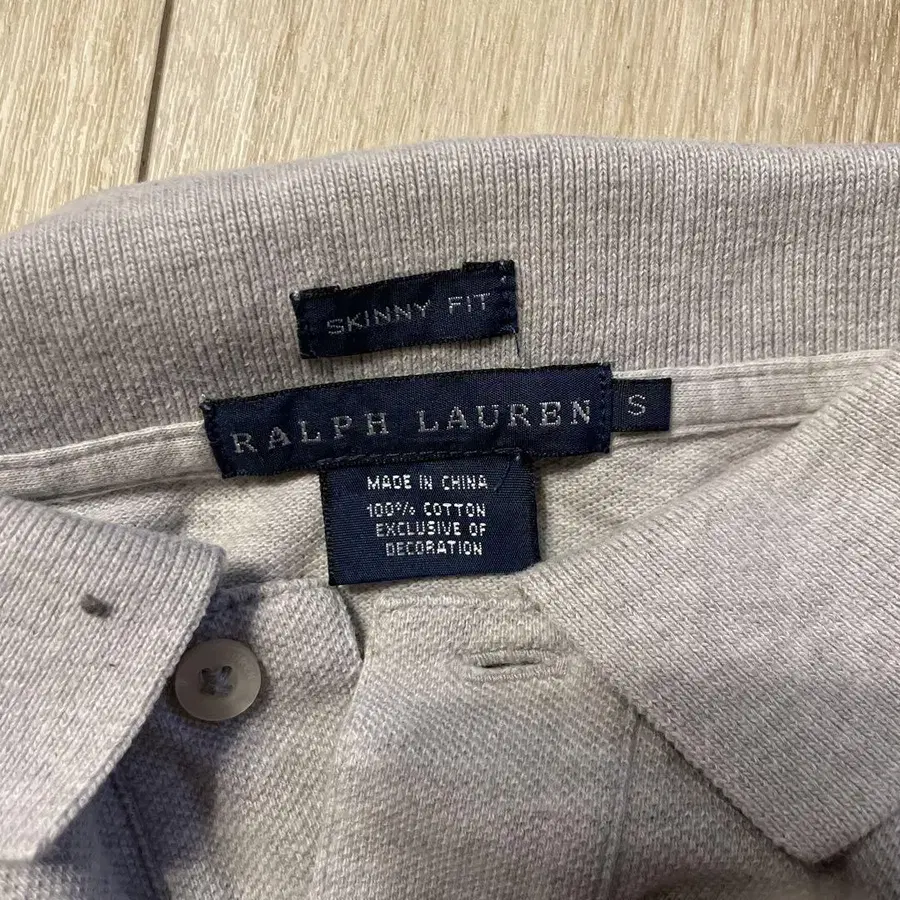 SKINNY FIT
RALPH LAUREN
S
MADE IN CHINA
100% COTTON
EXCLUSIVE OF
DECORATION